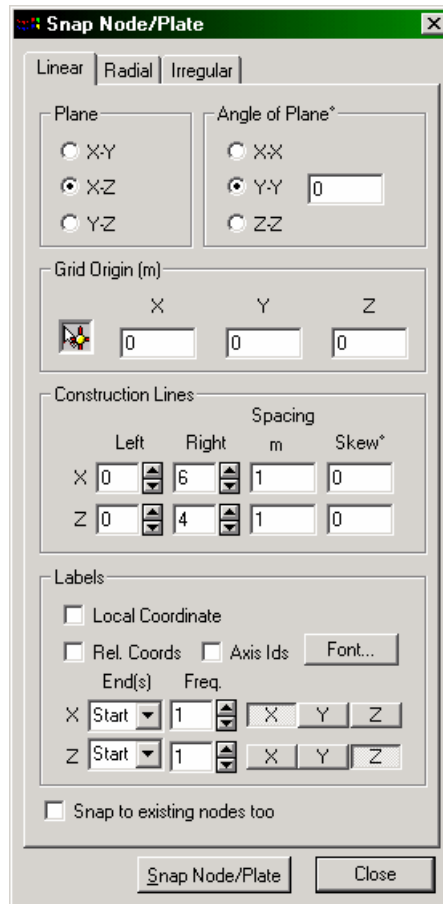 Snap Node/Plate
Linear Radial Irregular
Plane Angle of Plane°
X-Y X-X
X-Z Y-Y 0
Y-Z Z-Z
Grid Origin (m)
X Y Z
0 0 0
Construction Lines
Spacing
Left Right m Skew°
X 0 6 1 0
Z 0 4 1 0
Labels
Local Coordinate
Rel. Coords Axis Ids Font...
End(s) Freq.
X Start 1 X Y Z
Z Start 1 X Y Z
Snap to existing nodes too
Snap Node/Plate Close